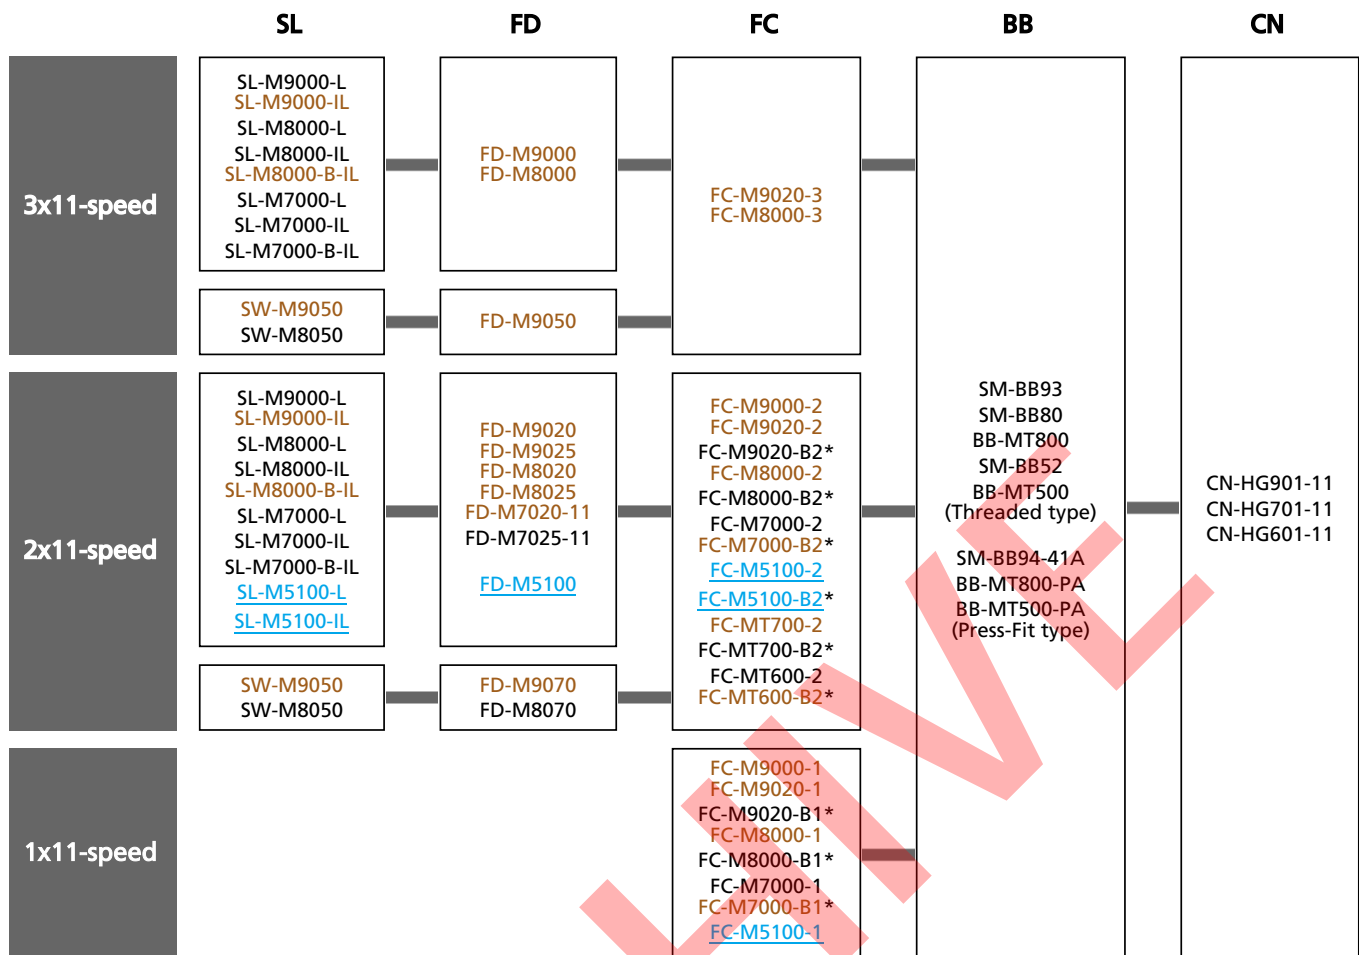 SL FD FC BB CN
3x11-speed
SL-M9000-L
SL-M9000-IL
SL-M8000-L
SL-M8000-IL
SL-M8000-B-IL
SL-M7000-L
SL-M7000-IL
SL-M7000-B-IL
FD-M9000
FD-M8000
FC-M9020-3
FC-M8000-3
SW-M9050
SW-M8050
FD-M9050
2x11-speed
SL-M9000-L
SL-M9000-IL
SL-M8000-L
SL-M8000-IL
SL-M8000-B-IL
SL-M7000-L
SL-M7000-IL
SL-M7000-B-IL
SL-M5100-L
SL-M5100-IL
FD-M9020
FD-M9025
FD-M8020
FD-M8025
FD-M7020-11
FD-M7025-11
FD-M5100
FC-M9000-2
FC-M9020-2
FC-M9020-B2*
FC-M8000-2
FC-M8000-B2*
FC-M7000-2
FC-M7000-B2*
FC-M5100-2
FC-M5100-B2*
FC-MT700-2
FC-MT700-B2*
FC-MT600-2
FC-MT600-B2*
SW-M9050
SW-M8050
FD-M9070
FD-M8070
1x11-speed
FC-M9000-1
FC-M9020-1
FC-M9020-B1*
FC-M8000-1
FC-M8000-B1*
FC-M7000-1
FC-M7000-B1*
FC-M5100-1
SM-BB93
SM-BB80
BB-MT800
SM-BB52
BB-MT500
(Threaded type)
SM-BB94-41A
BB-MT800-PA
BB-MT500-PA
(Press-Fit type)
CN-HG901-11
CN-HG701-11
CN-HG601-11
HIVE